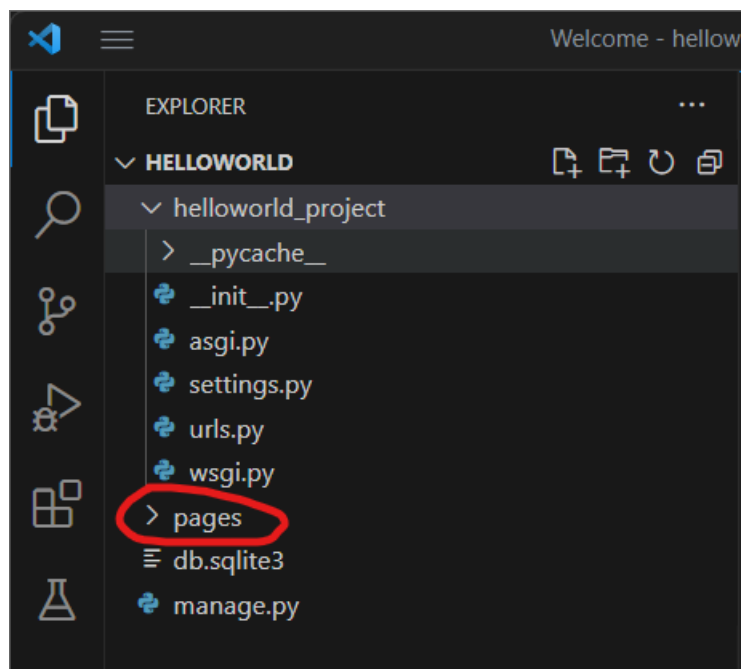 Welcome - hellow
EXPLORER
HELLOWORLD
helloworld_project
__pycache__
__init__.py
asgi.py
settings.py
urls.py
wsgi.py
pages
db.sqlite3
manage.py